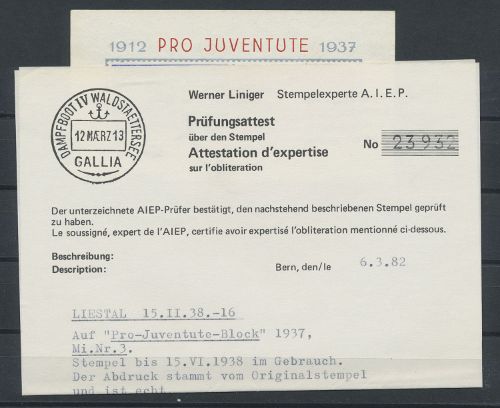 1912 PRO JUVENTUTE 1937
DAMPFBOOT IV WALDSTAETTERSEE
12 MÆRZ 13
GALLIA
Werner Liniger Stempelexperte A.I.E.P.
Prüfungsattest
über den Stempel
Attestation d'expertise
sur l'obliteration
No 23932
Der unterzeichnete AIEP-Prüfer bestätigt, den nachstehend beschriebenen Stempel geprüft
zu haben.
Le soussigné, expert de l'AIEP, certifie avoir expertisé l'obliteration mentionné ci-dessous.
Beschreibung:
Description:
Bern, den/le 6.3.82
LIESTAL 15.II.38.-16
Auf "Pro-Juventute-Block" 1937,
Mi.Nr.3.
Stempel bis 15.VI.1938 im Gebrauch.
Der Abdruck stammt vom Originalstempel
und ist echt